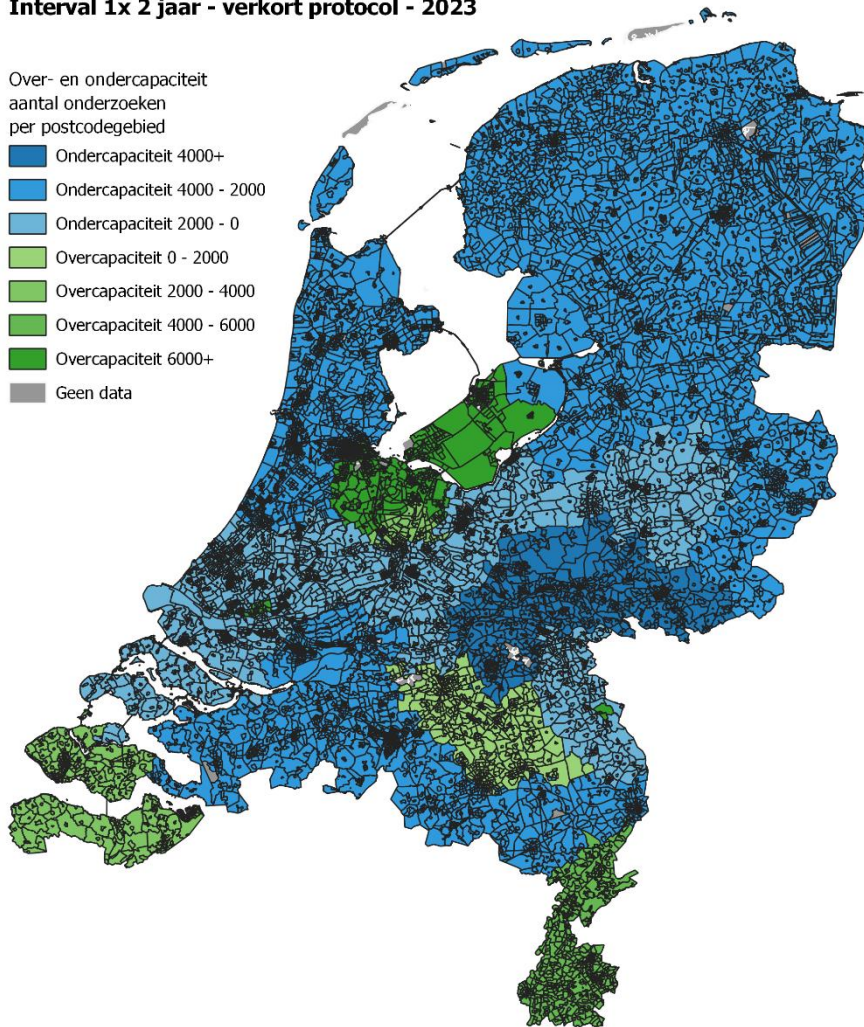 Interval 1x 2 jaar - verkort protocol - 2023
Over- en ondercapaciteit
aantal onderzoeken
per postcodegebied
Ondercapaciteit 4000+
Ondercapaciteit 4000 - 2000
Ondercapaciteit 2000 - 0
Overcapaciteit 0 - 2000
Overcapaciteit 2000 - 4000
Overcapaciteit 4000 - 6000
Overcapaciteit 6000+
Geen data